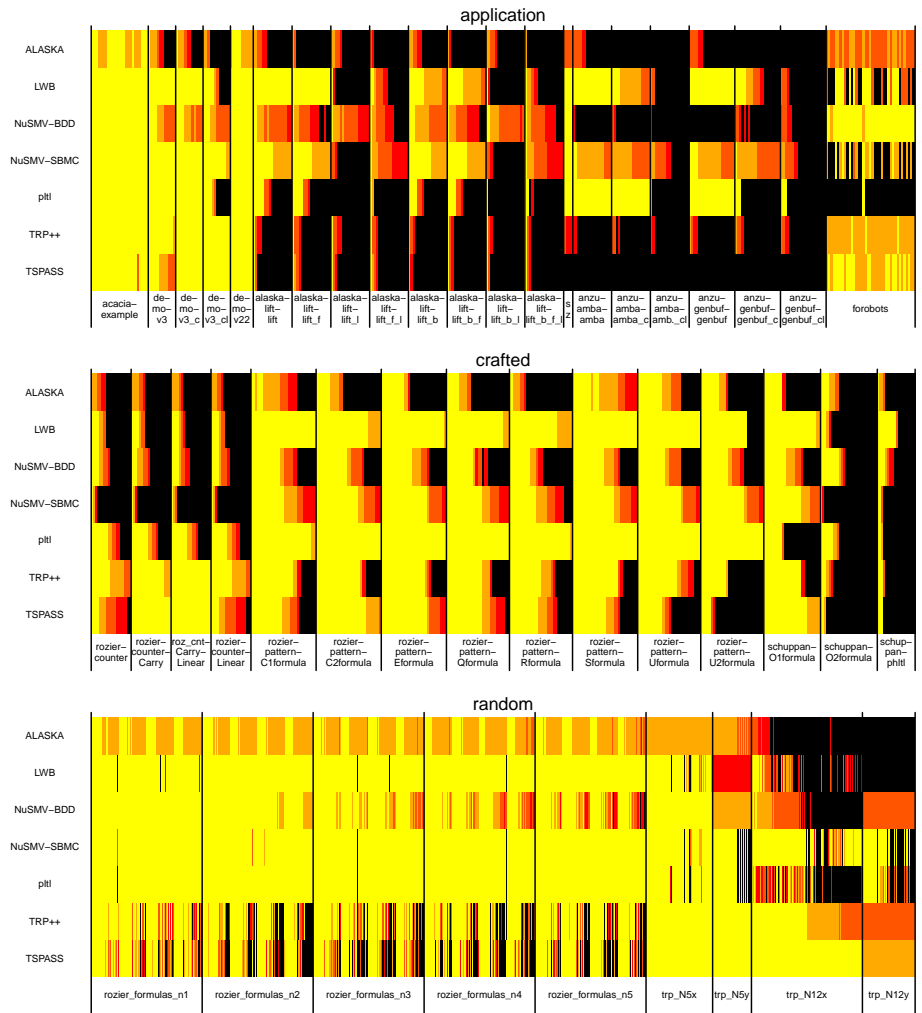 application
ALASKA
LWB
NuSMV−BDD
NuSMV−SBMC
pltl
TRP++
TSPASS
acacia−
example
de−
mo−
v3
de−
mo−
v3_c
de−
mo−
v3_cl
de−
mo−
v22
alaska−
lift−
lift
alaska−
lift−
lift_f
alaska−
lift−
lift_l
alaska−
lift−
lift_f_l
alaska−
lift−
lift_b
alaska−
lift−
lift_b_f
alaska−
lift−
lift_b_l
alaska−
lift−
lift_b_f_l
s
z
anzu−
amba−
amba
anzu−
amba−
amba_c
anzu−
amba−
amb._cl
anzu−
genbuf−
genbuf
anzu−
genbuf−
genbuf_c
anzu−
genbuf−
genbuf_cl
forobots
crafted
ALASKA
LWB
NuSMV−BDD
NuSMV−SBMC
pltl
TRP++
TSPASS
rozier−
counter
rozier−
counter−
Carry
roz_cnt−
Carry−
Linear
rozier−
counter−
Linear
rozier−
pattern−
C1formula
rozier−
pattern−
C2formula
rozier−
pattern−
Eformula
rozier−
pattern−
Qformula
rozier−
pattern−
Rformula
rozier−
pattern−
Sformula
rozier−
pattern−
Uformula
rozier−
pattern−
U2formula
schuppan−
O1formula
schuppan−
O2formula
schup−
pan−
phltl
random
ALASKA
LWB
NuSMV−BDD
NuSMV−SBMC
pltl
TRP++
TSPASS
rozier_formulas_n1
rozier_formulas_n2
rozier_formulas_n3
rozier_formulas_n4
rozier_formulas_n5
trp_N5x
trp_N5y
trp_N12x
trp_N12y